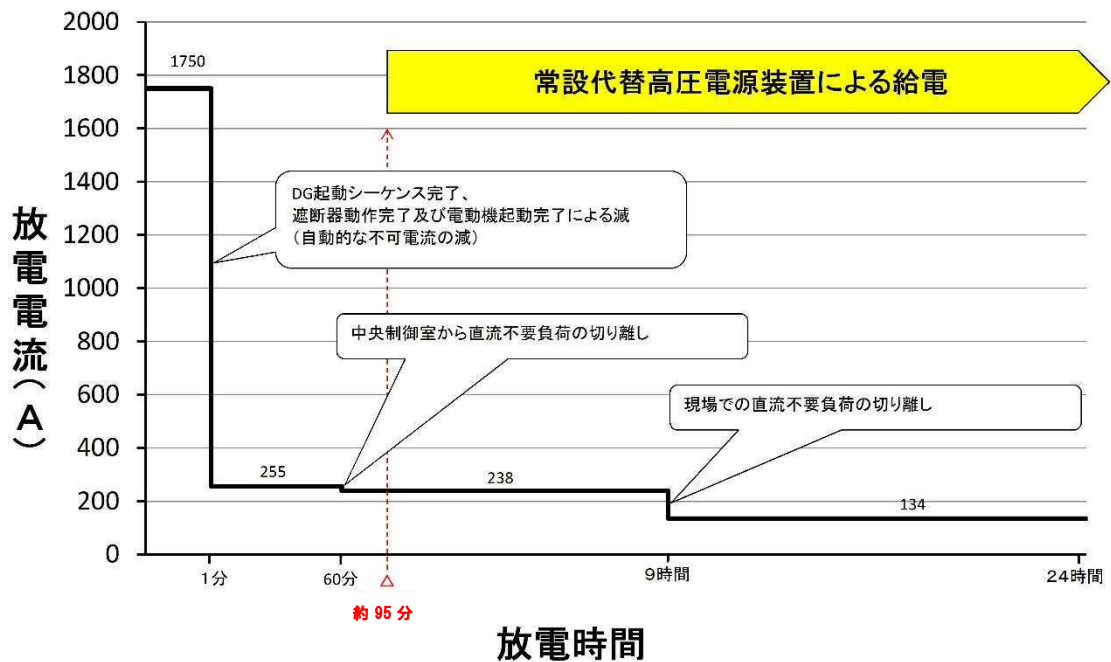 2000
1800
1600
1400
1200
1000
800
600
400
200
0
放電電流(A)
1750
常設代替高圧電源装置による給電
DG起動シーケンス完了、
遮断器動作完了及び電動機起動完了による減
(自動的な不可電流の減)
中央制御室から直流不要負荷の切り離し
現場での直流不要負荷の切り離し
255
238
134
1分
60分
9時間
24時間
約 95 分
放電時間